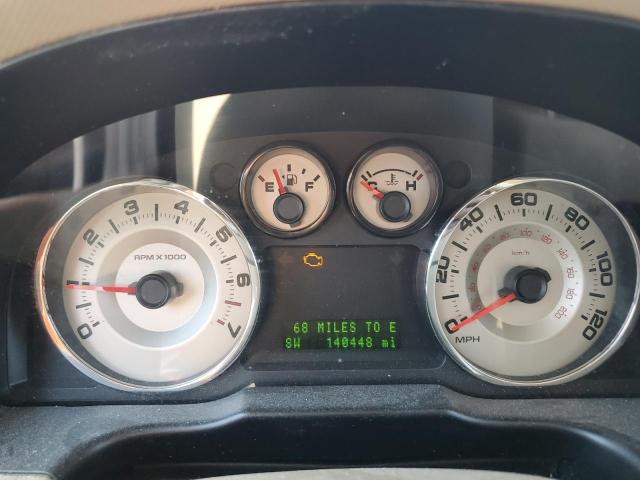 E F
C H
0 1 2 3 4 5 6 7
RPM X 1000
0 20 40 60 80 100 120
km/h
MPH
68 MILES TO E
SW 140448 mi